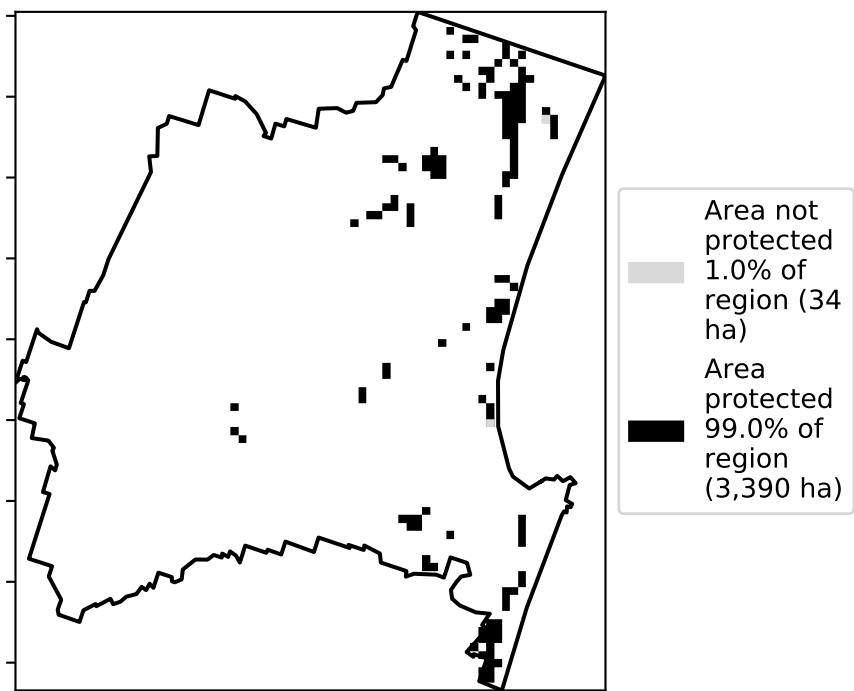 Area not
protected
1.0% of
region (34
ha)
Area
protected
99.0% of
region
(3,390 ha)